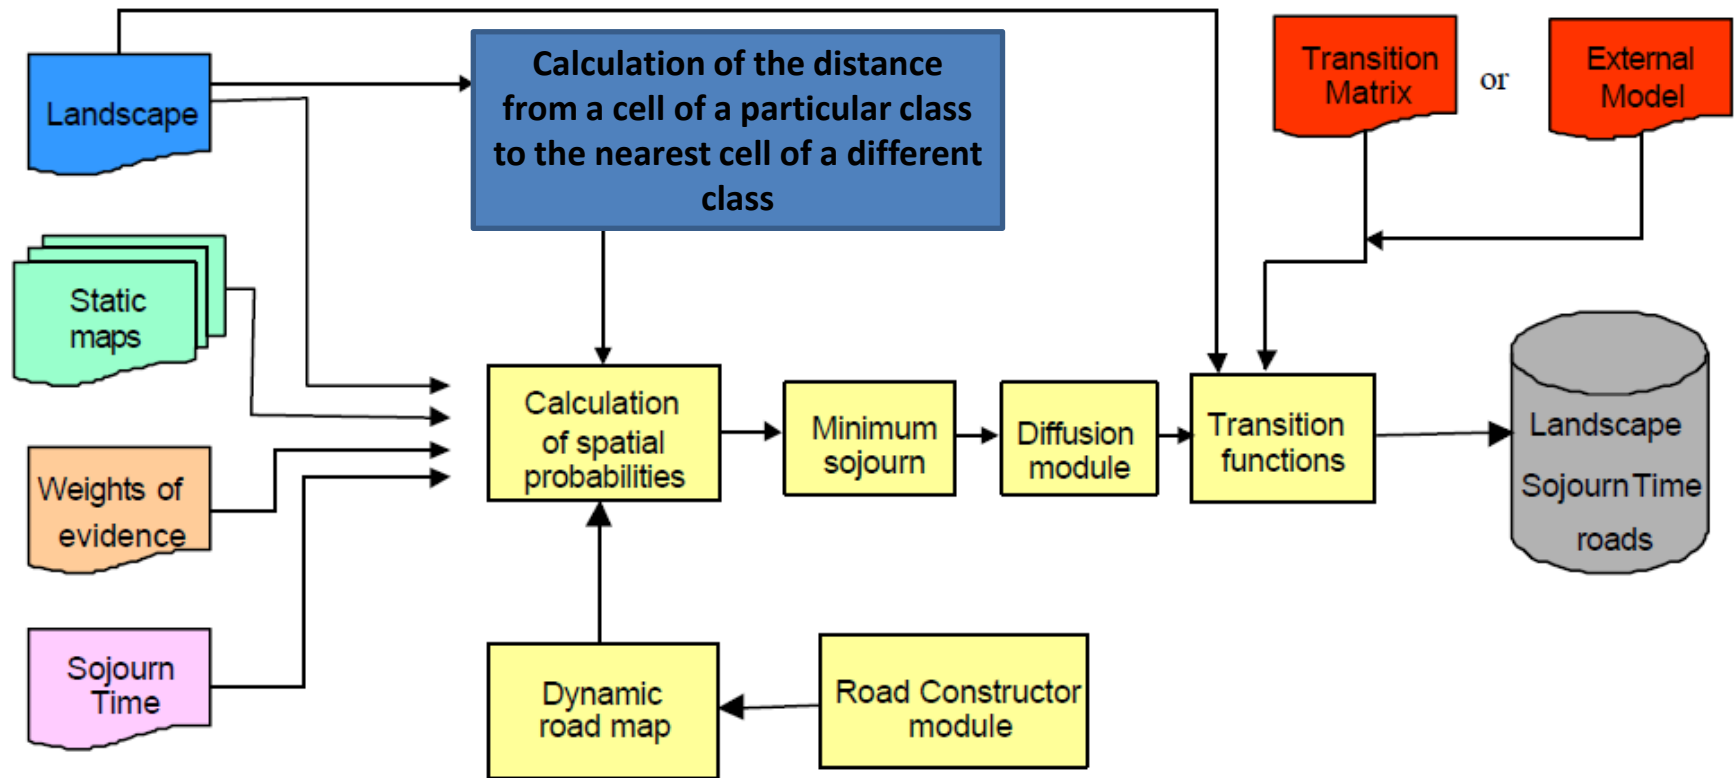 Landscape
Calculation of the distance
from a cell of a particular class
to the nearest cell of a different
class
Transition
Matrix
or
External
Model
Static
maps
Weights of
evidence
Sojourn
Time
Calculation
of spatial
probabilities
Minimum
sojourn
Diffusion
module
Transition
functions
Landscape
Sojourn Time
roads
Dynamic
road map
Road Constructor
module